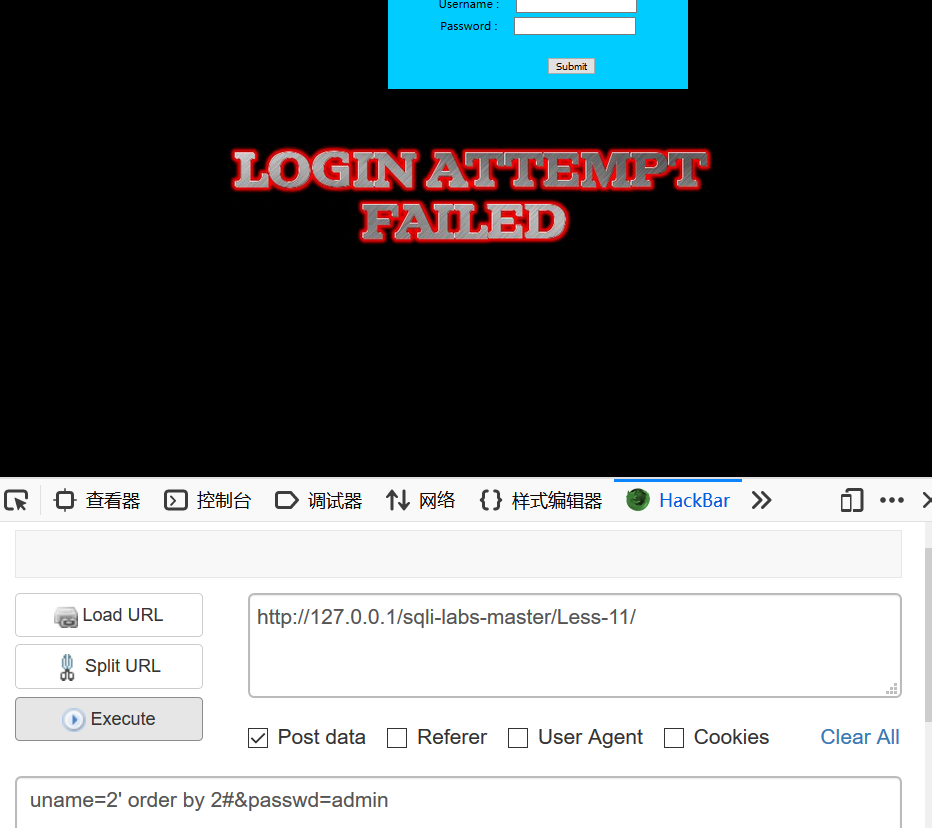 Username :
Password :
Submit
LOGIN ATTEMPT
FAILED
查看器 控制台 调试器 网络 样式编辑器 HackBar
Load URL
http://127.0.0.1/sqli-labs-master/Less-11/
Split URL
Execute
Post data Referer User Agent Cookies Clear All
uname=2' order by 2#&passwd=admin